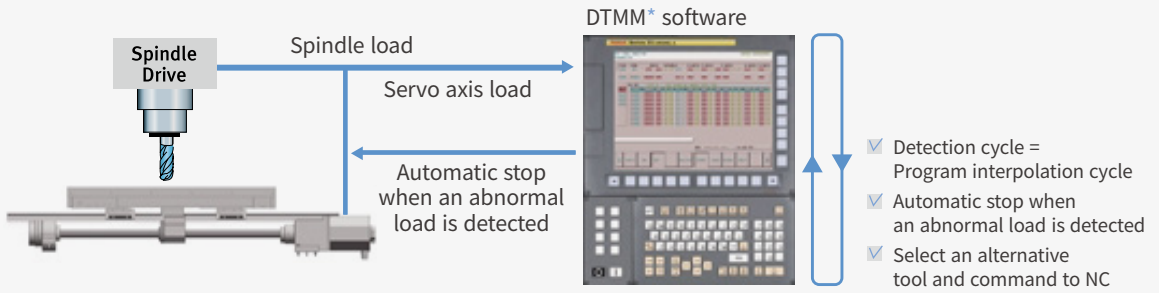 DTMM* software
Spindle
Drive
Spindle load
Servo axis load
Automatic stop
when an abnormal
load is detected
Detection cycle =
Program interpolation cycle
Automatic stop when
an abnormal load is detected
Select an alternative
tool and command to NC